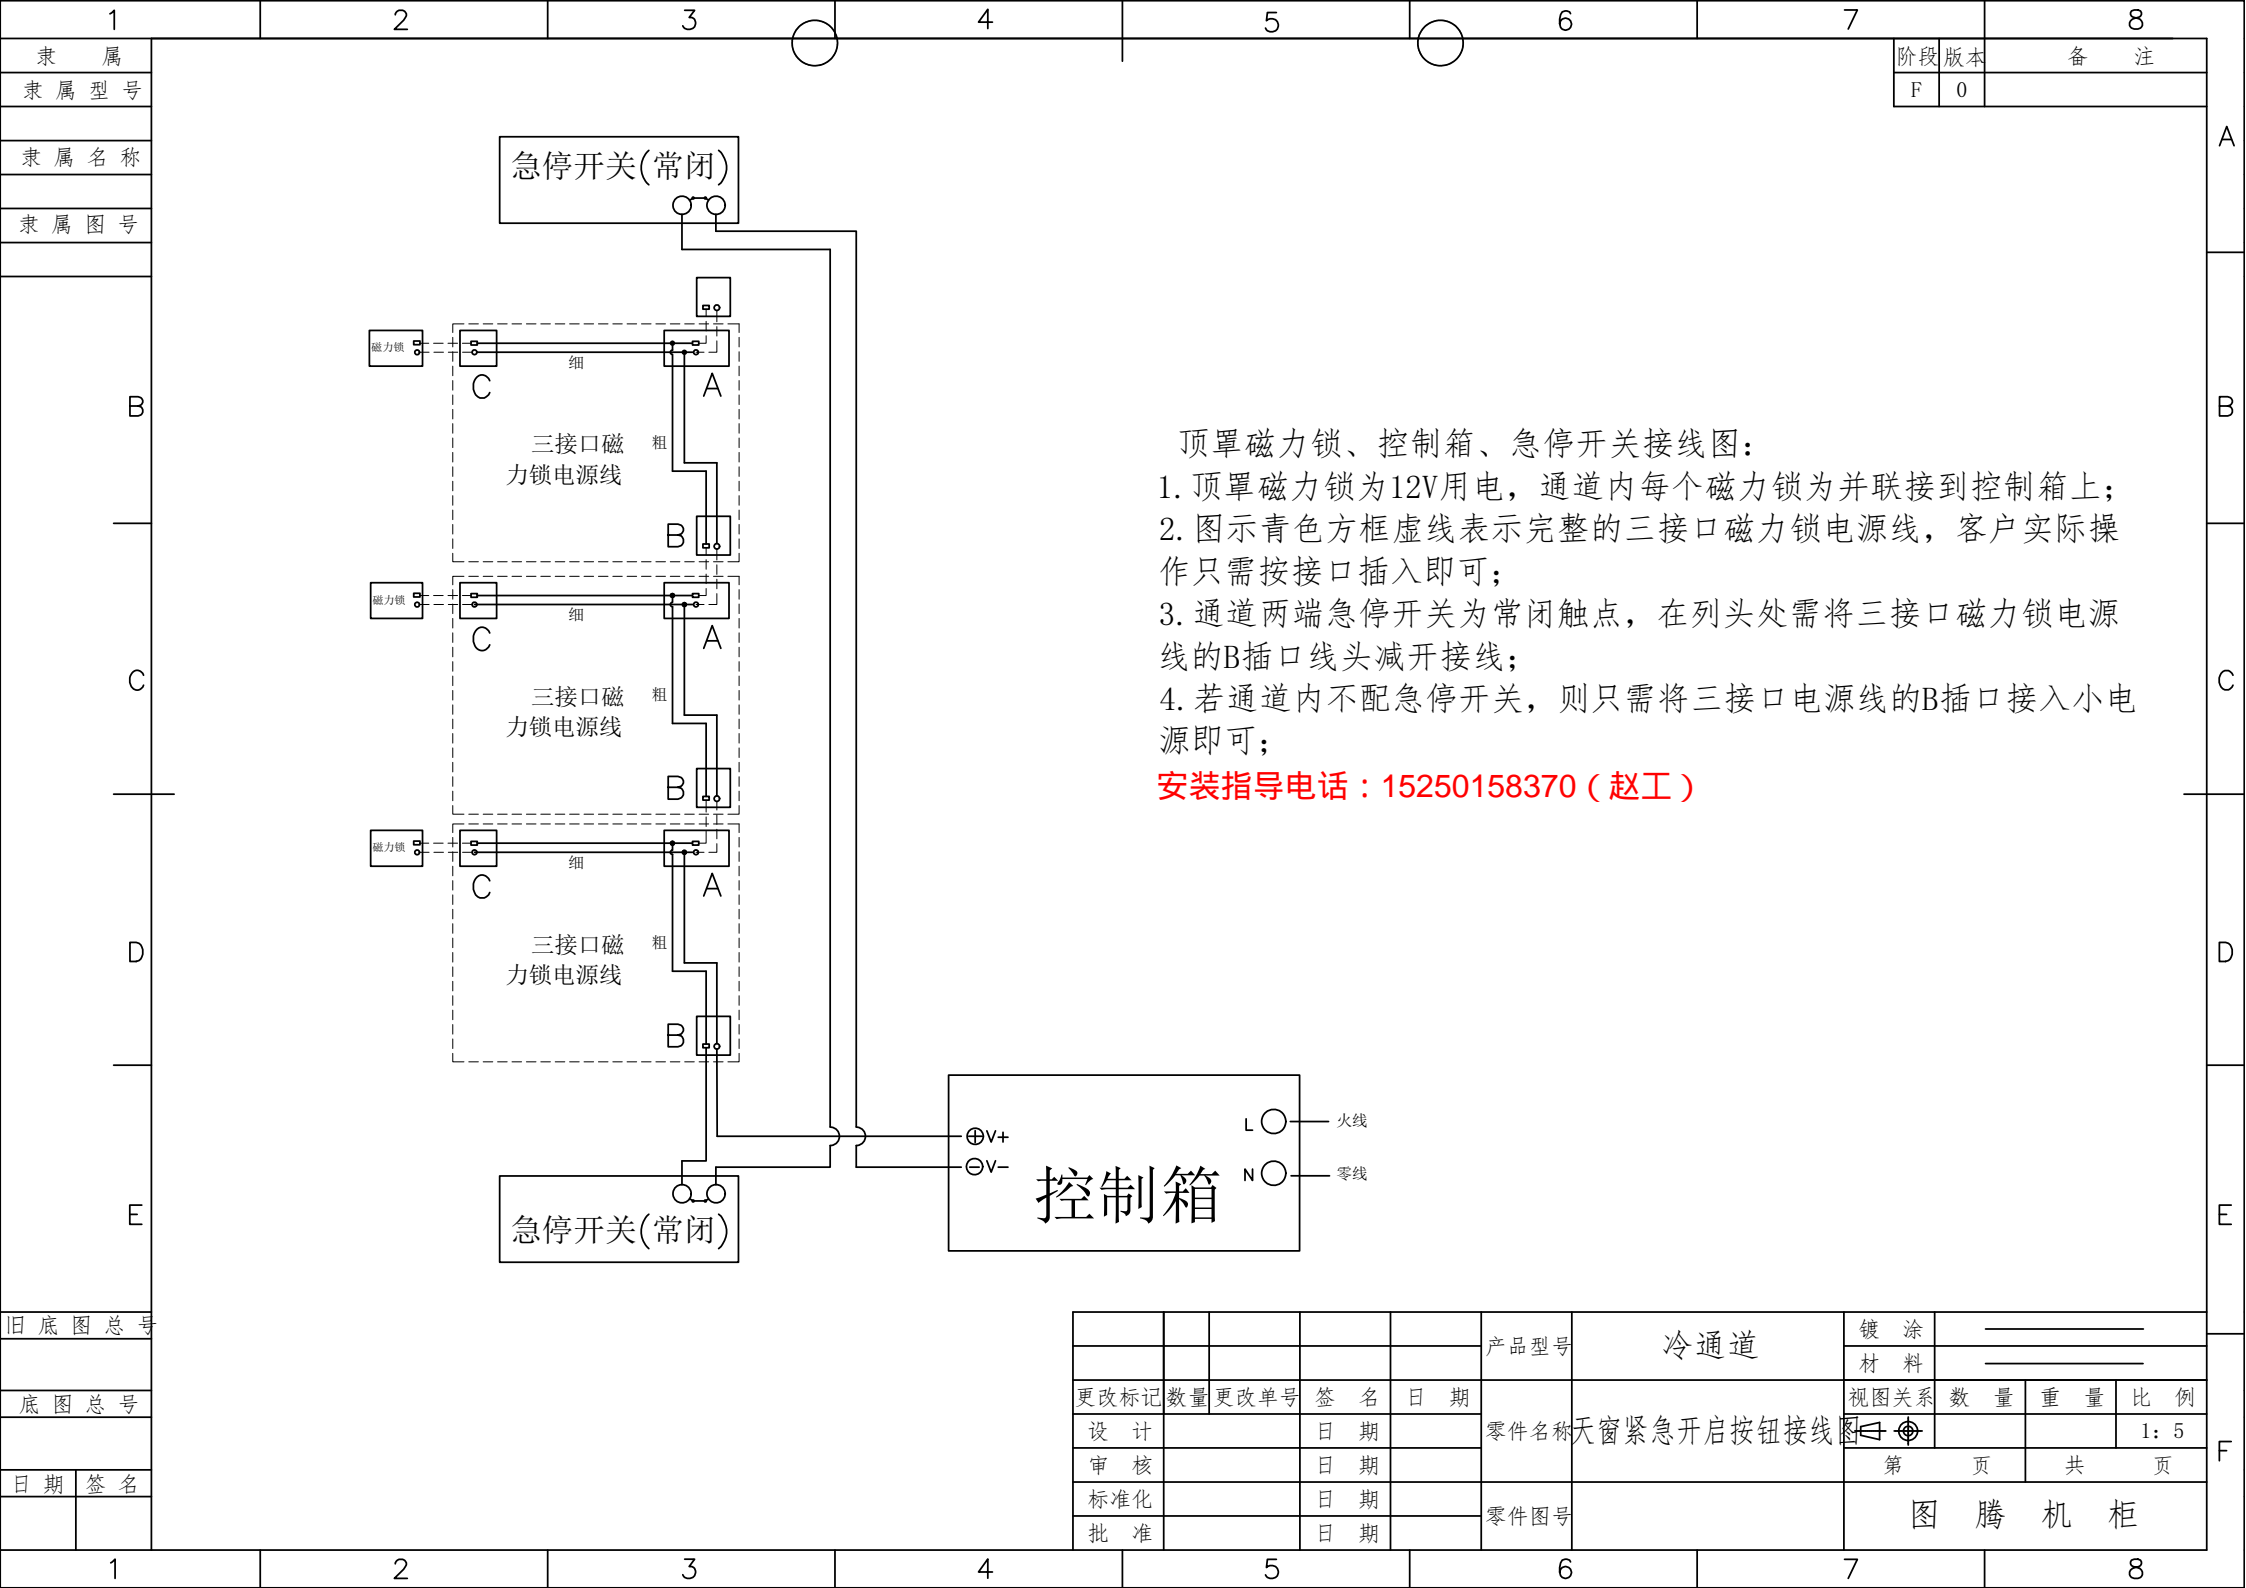 1 2 3 4 5 6 7 8
隶 属
隶属型号
隶属名称
隶属图号
阶段 版本 备 注
F 0
A
急停开关(常闭)
磁力锁
细
C
A
三接口磁
力锁电源线
粗
B
磁力锁
细
C
A
三接口磁
力锁电源线
粗
B
磁力锁
细
C
A
三接口磁
力锁电源线
粗
B
急停开关(常闭)
B
B
C
C
D
D
E
E
F
顶罩磁力锁、控制箱、急停开关接线图：
1.顶罩磁力锁为12V用电，通道内每个磁力锁为并联接到控制箱上；
2.图示青色方框虚线表示完整的三接口磁力锁电源线，客户实际操
作只需按接口插入即可；
3.通道两端急停开关为常闭触点，在列头处需将三接口磁力锁电源
线的B插口线头减开接线；
4.若通道内不配急停开关，则只需将三接口电源线的B插口接入小电
源即可；
安装指导电话：15250158370（赵工）
V+
V-
控制箱
L 火线
N 零线
旧底图总号
底图总号
日期 签名
产品型号 冷通道 镀 涂
材 料
更改标记 数量 更改单号 签 名 日 期 零件名称 天窗紧急开启按钮接线图 视图关系 数 量 重 量 比 例
设 计 日 期 1:5
审 核 日 期 第 页 共 页
标准化 日 期 零件图号 图腾机柜
批 准 日 期
1 2 3 4 5 6 7 8